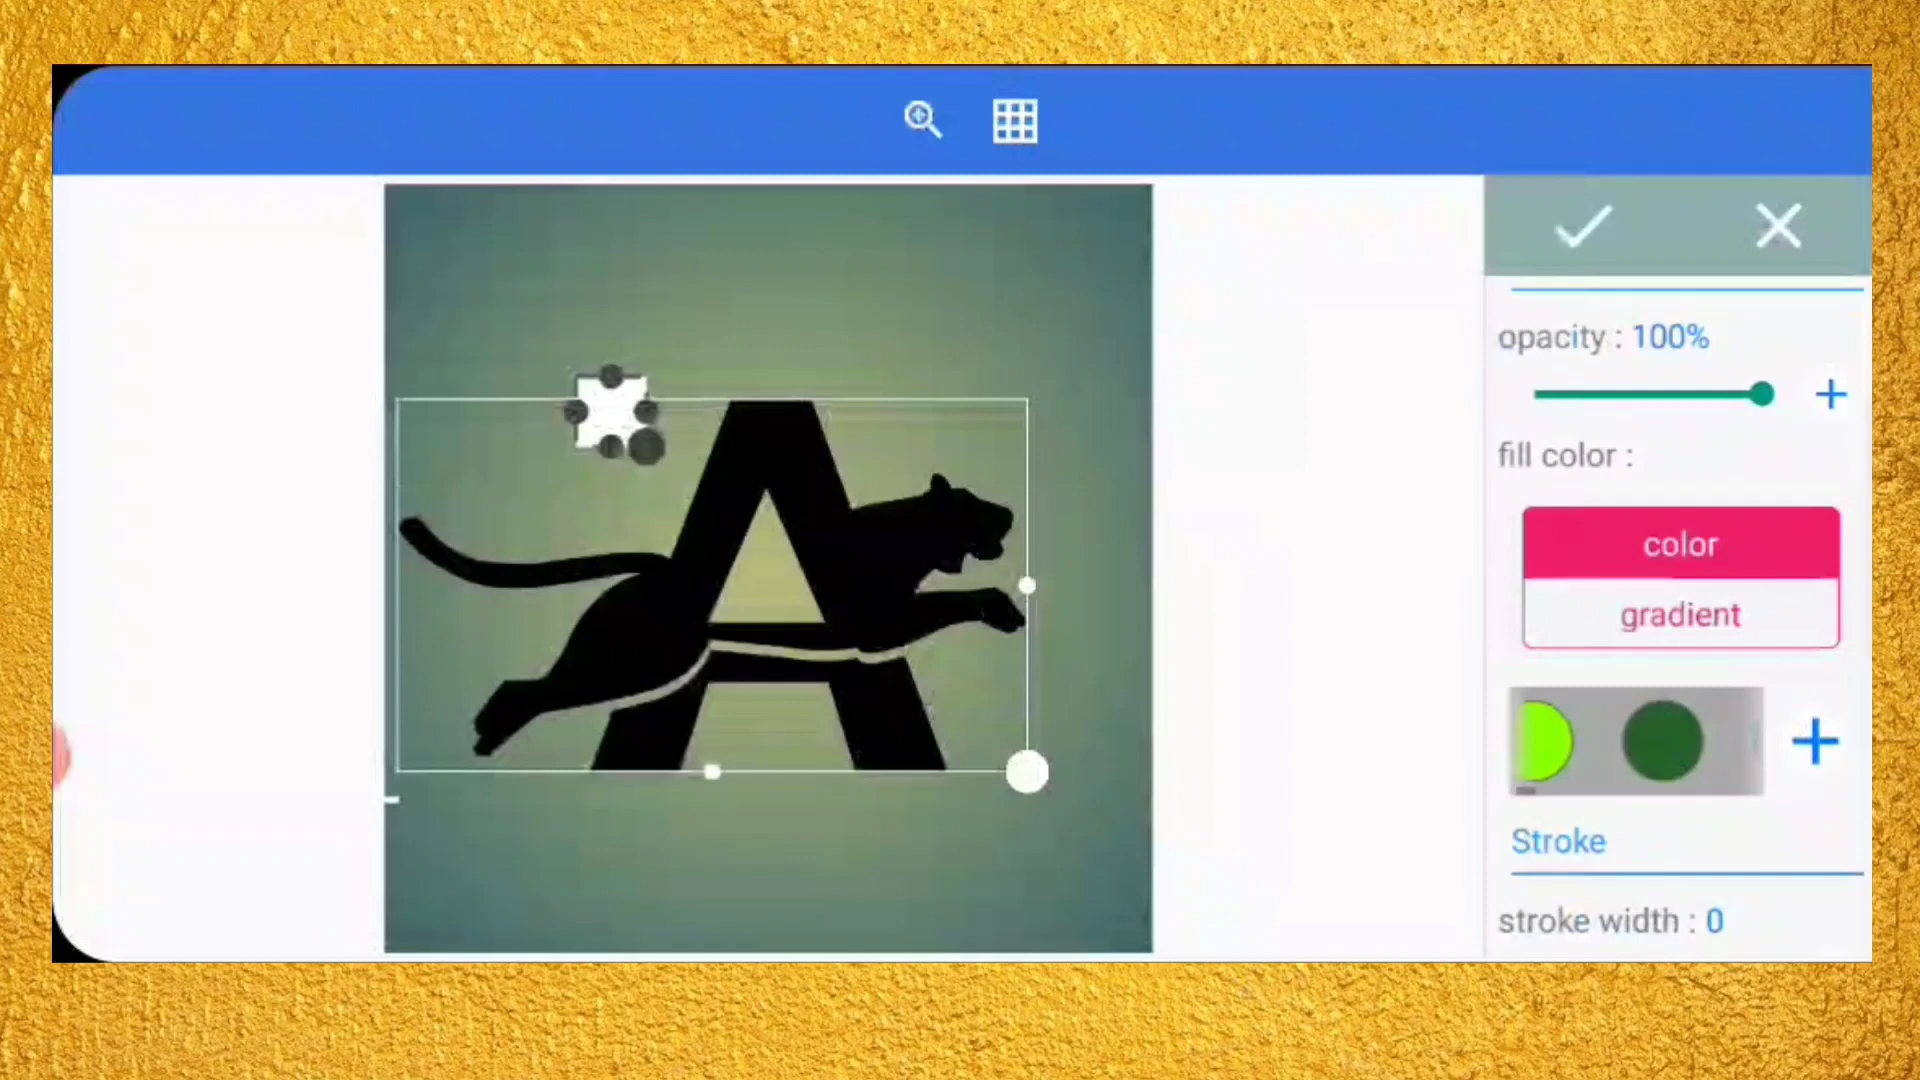 A
opacity : 100%
fill color :
color
gradient
Stroke
stroke width : 0